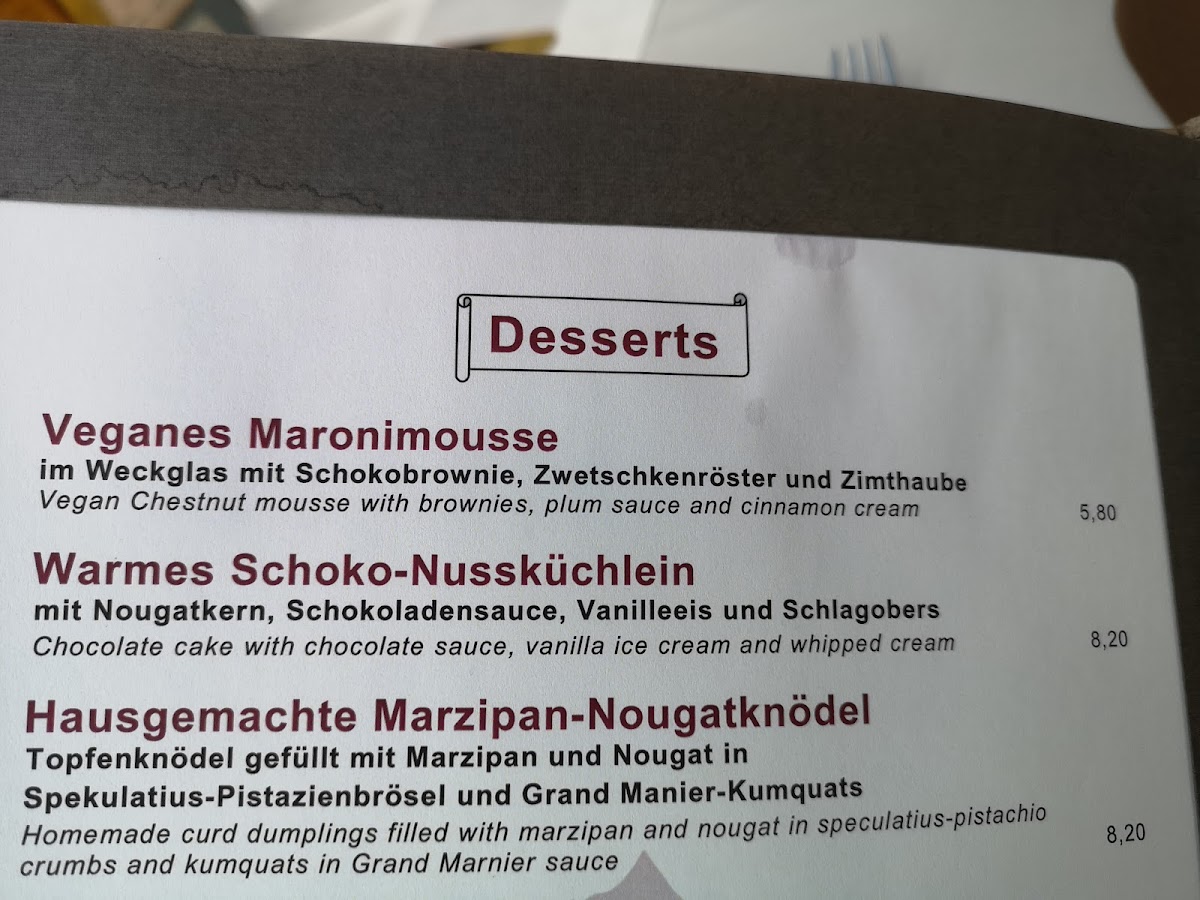 Desserts
Veganes Maronimousse
im Weckglas mit Schokobrownie, Zwetschkenröster und Zimthaube
Vegan Chestnut mousse with brownies, plum sauce and cinnamon cream 5,80
Warmes Schoko-Nussküchlein
mit Nougatkern, Schokoladensauce, Vanilleeis und Schlagobers
Chocolate cake with chocolate sauce, vanilla ice cream and whipped cream 8,20
Hausgemachte Marzipan-Nougatknödel
Topfenknödel gefüllt mit Marzipan und Nougat in
Spekulatius-Pistazienbrösel und Grand Manier-Kumquats
Homemade curd dumplings filled with marzipan and nougat in speculatius-pistachio 8,20
crumbs and kumquats in Grand Marnier sauce